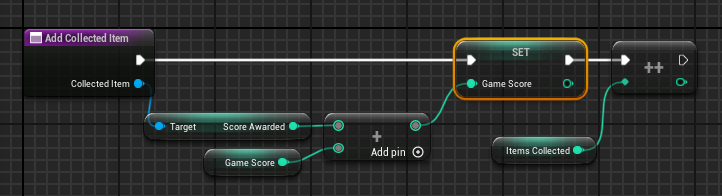 Add Collected Item
SET
++
Collected Item
Game Score
Target Score Awarded
+
Add pin
Game Score
Items Collected